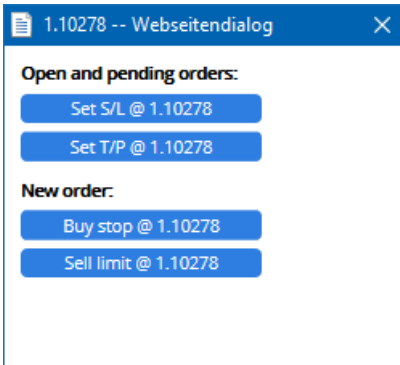 1.10278 -- Webseitendialog
Open and pending orders:
Set S/L @ 1.10278
Set T/P @ 1.10278
New order:
Buy stop @ 1.10278
Sell limit @ 1.10278